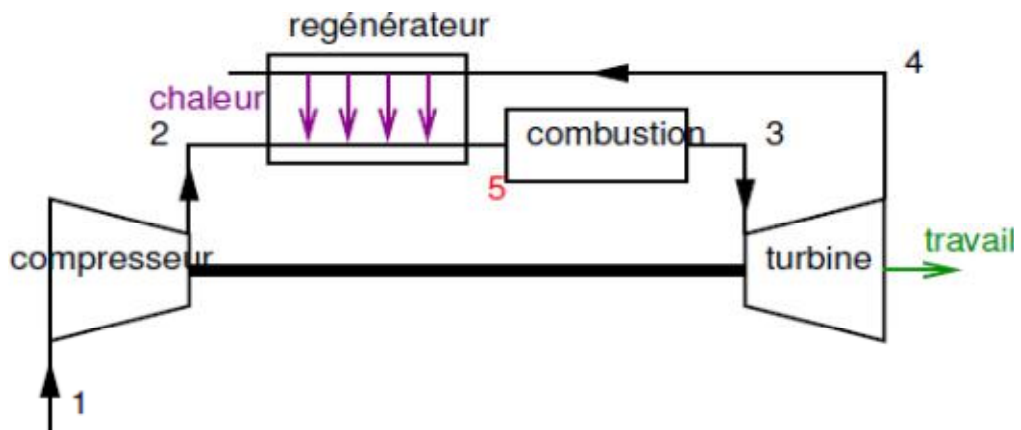 regénérateur
4
chaleur
2
combustion
3
5
compresseur
turbine
travail
1